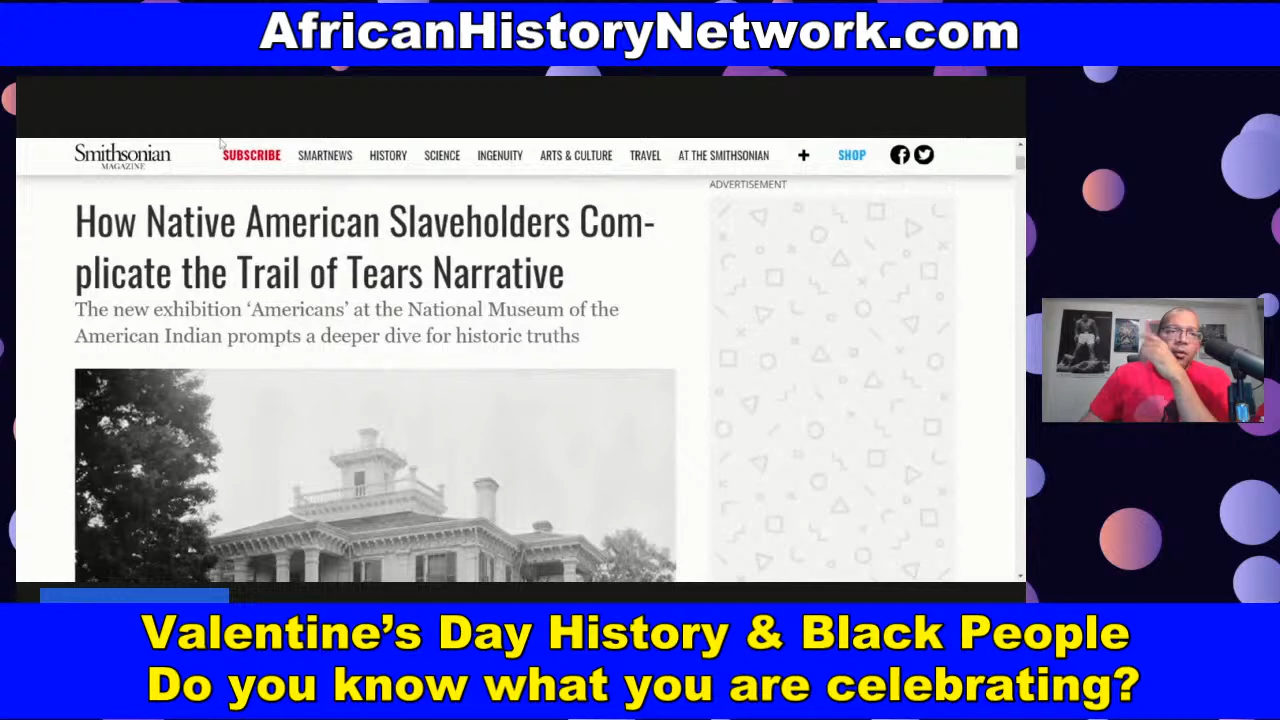 AfricanHistoryNetwork.com
Smithsonian
MAGAZINE
SUBSCRIBE SMARTNEWS HISTORY SCIENCE INGENUITY ARTS & CULTURE TRAVEL AT THE SMITHSONIAN + SHOP
ADVERTISEMENT
How Native American Slaveholders Com-
plicate the Trail of Tears Narrative
The new exhibition ‘Americans’ at the National Museum of the
American Indian prompts a deeper dive for historic truths
Valentine’s Day History & Black People
Do you know what you are celebrating?